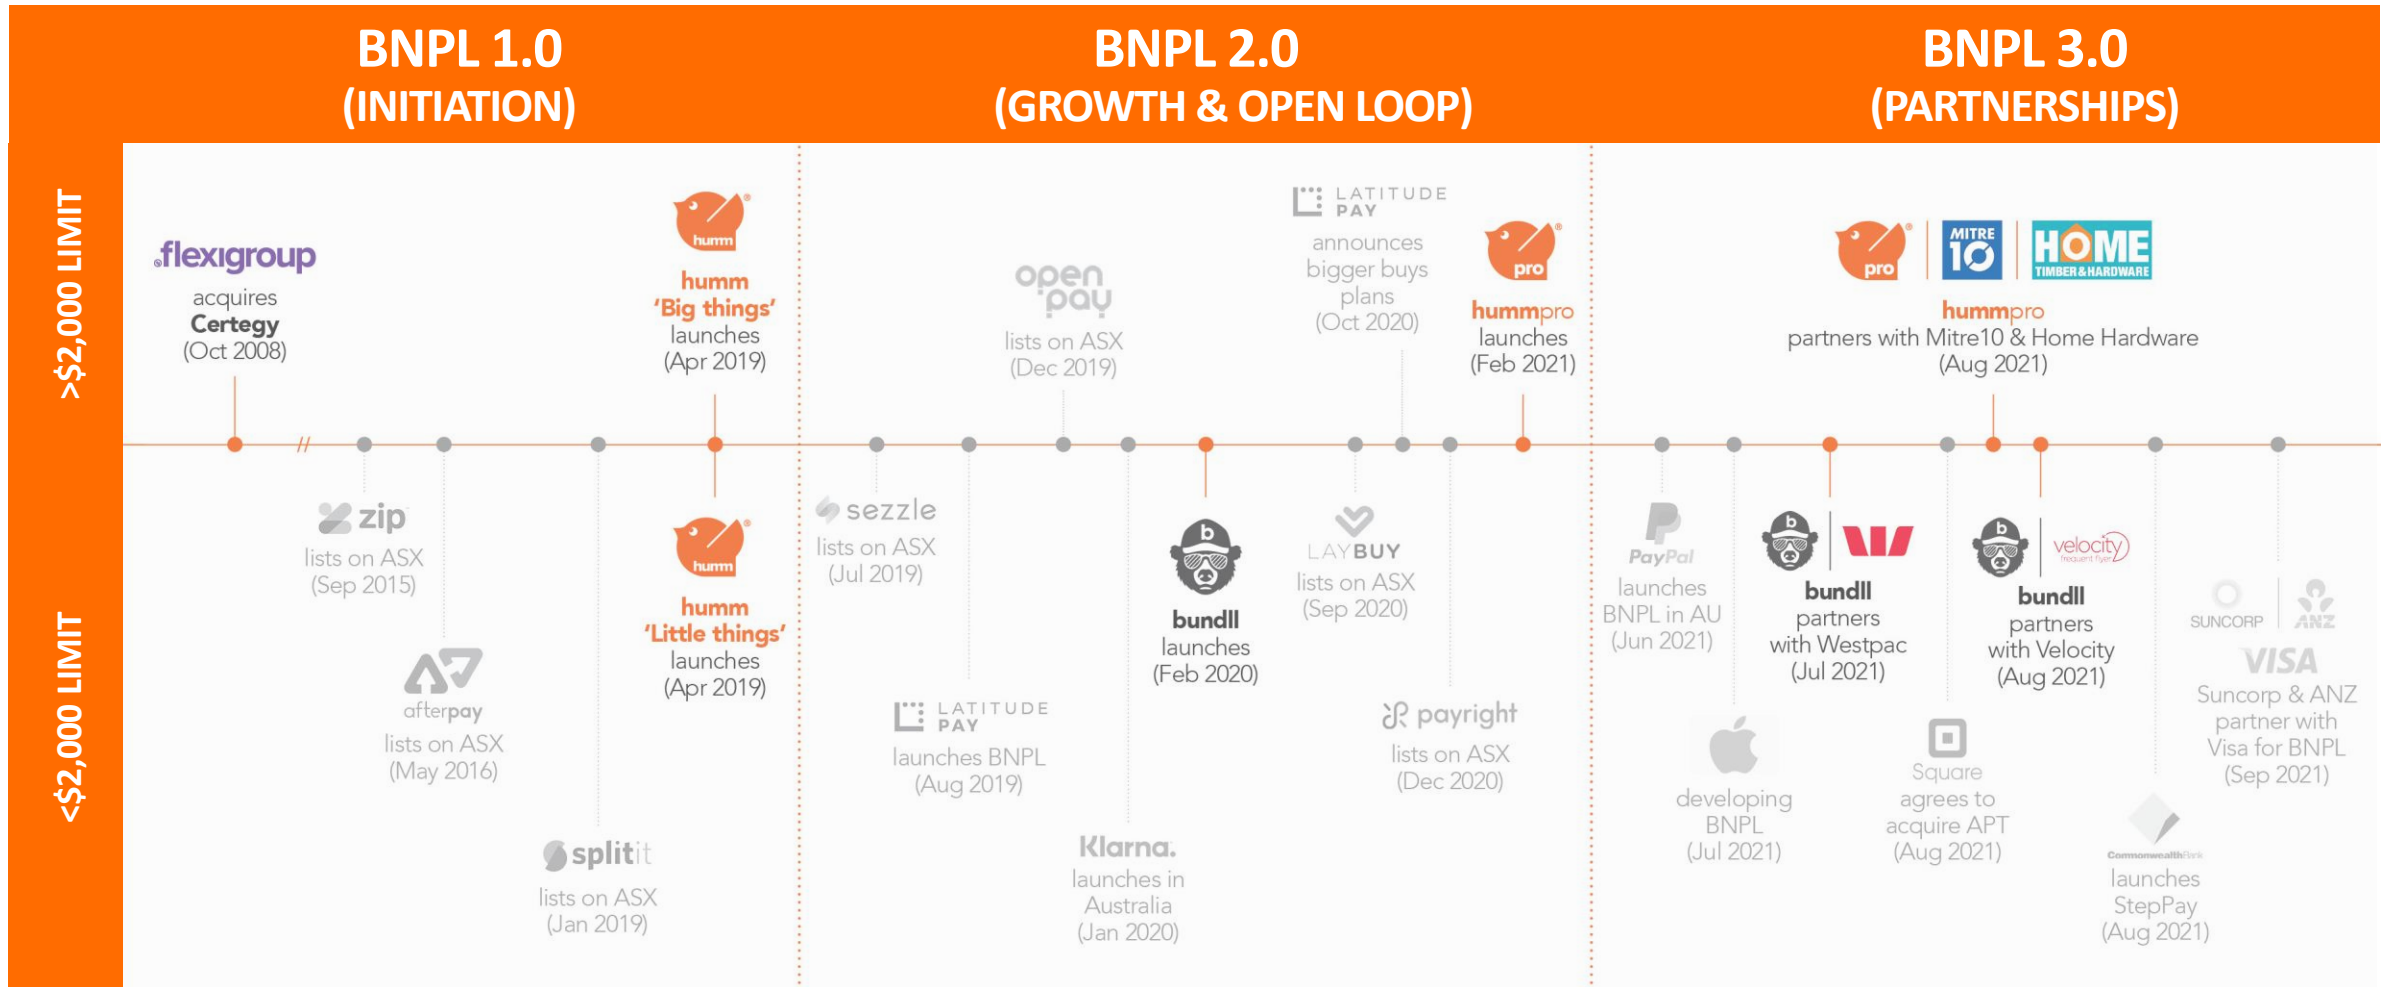 BNPL 1.0
(INITIATION)
BNPL 2.0
(GROWTH & OPEN LOOP)
BNPL 3.0
(PARTNERSHIPS)
>$2,000 LIMIT
flexigroup
acquires
Certegy
(Oct 2008)
humm
humm
'Big things'
launches
(Apr 2019)
open
pay
lists on ASX
(Dec 2019)
LATITUDE
PAY
announces
bigger buys
plans
(Oct 2020)
pro
hummpro
launches
(Feb 2021)
pro
MITRE
10
HOME
TIMBER & HARDWARE
hummpro
partners with Mitre10 & Home Hardware
(Aug 2021)
<$2,000 LIMIT
zip
lists on ASX
(Sep 2015)
afterpay
lists on ASX
(May 2016)
splitit
lists on ASX
(Jan 2019)
humm
humm
'Little things'
launches
(Apr 2019)
sezzle
lists on ASX
(Jul 2019)
LATITUDE
PAY
launches BNPL
(Aug 2019)
Klarna.
launches in
Australia
(Jan 2020)
b
bundll
launches
(Feb 2020)
LAYBUY
lists on ASX
(Sep 2020)
payright
lists on ASX
(Dec 2020)
PayPal
launches
BNPL in AU
(Jun 2021)
developing
BNPL
(Jul 2021)
b
bundll
partners
with Westpac
(Jul 2021)
Square
agrees to
acquire APT
(Aug 2021)
b
velocity
frequent flyer
bundll
partners
with Velocity
(Aug 2021)
CommonwealthBank
launches
StepPay
(Aug 2021)
SUNCORP
ANZ
VISA
Suncorp & ANZ
partner with
Visa for BNPL
(Sep 2021)